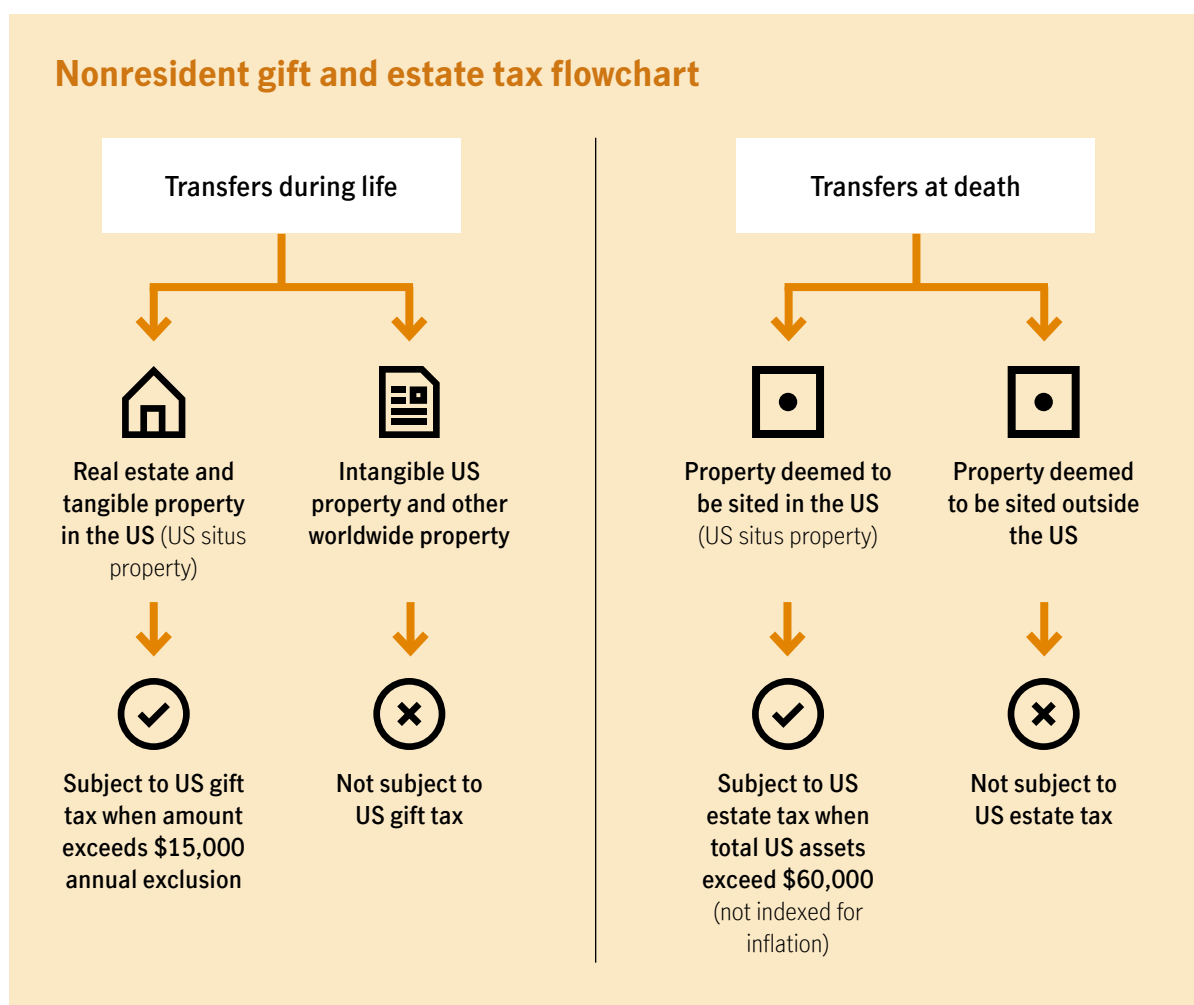 Nonresident gift and estate tax flowchart
Transfers during life
Real estate and
tangible property
in the US (US situs
property)
Subject to US gift
tax when amount
exceeds $15,000
annual exclusion
Intangible US
property and other
worldwide property
Not subject to
US gift tax
Transfers at death
Property deemed to
be sited in the US
(US situs property)
Subject to US
estate tax when
total US assets
exceed $60,000
(not indexed for
inflation)
Property deemed
to be sited outside
the US
Not subject to
US estate tax